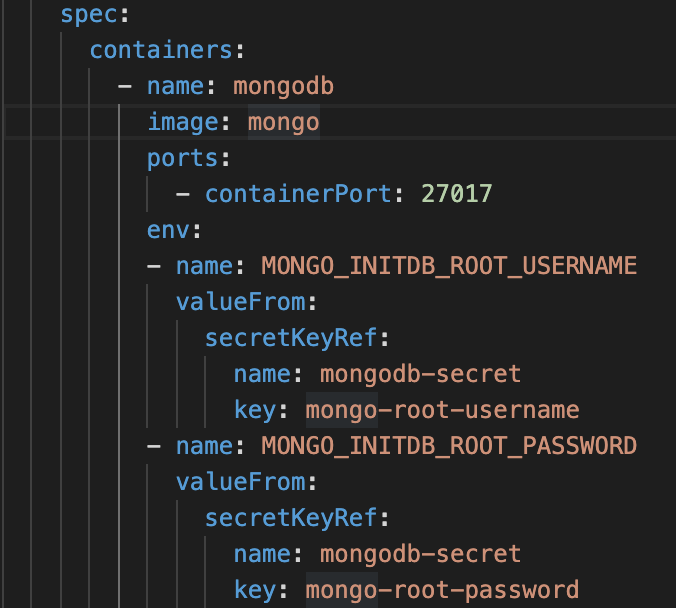 spec:
containers:
- name: mongodb
image: mongo
ports:
- containerPort: 27017
env:
- name: MONGO_INITDB_ROOT_USERNAME
valueFrom:
secretKeyRef:
name: mongodb-secret
key: mongo-root-username
- name: MONGO_INITDB_ROOT_PASSWORD
valueFrom:
secretKeyRef:
name: mongodb-secret
key: mongo-root-password